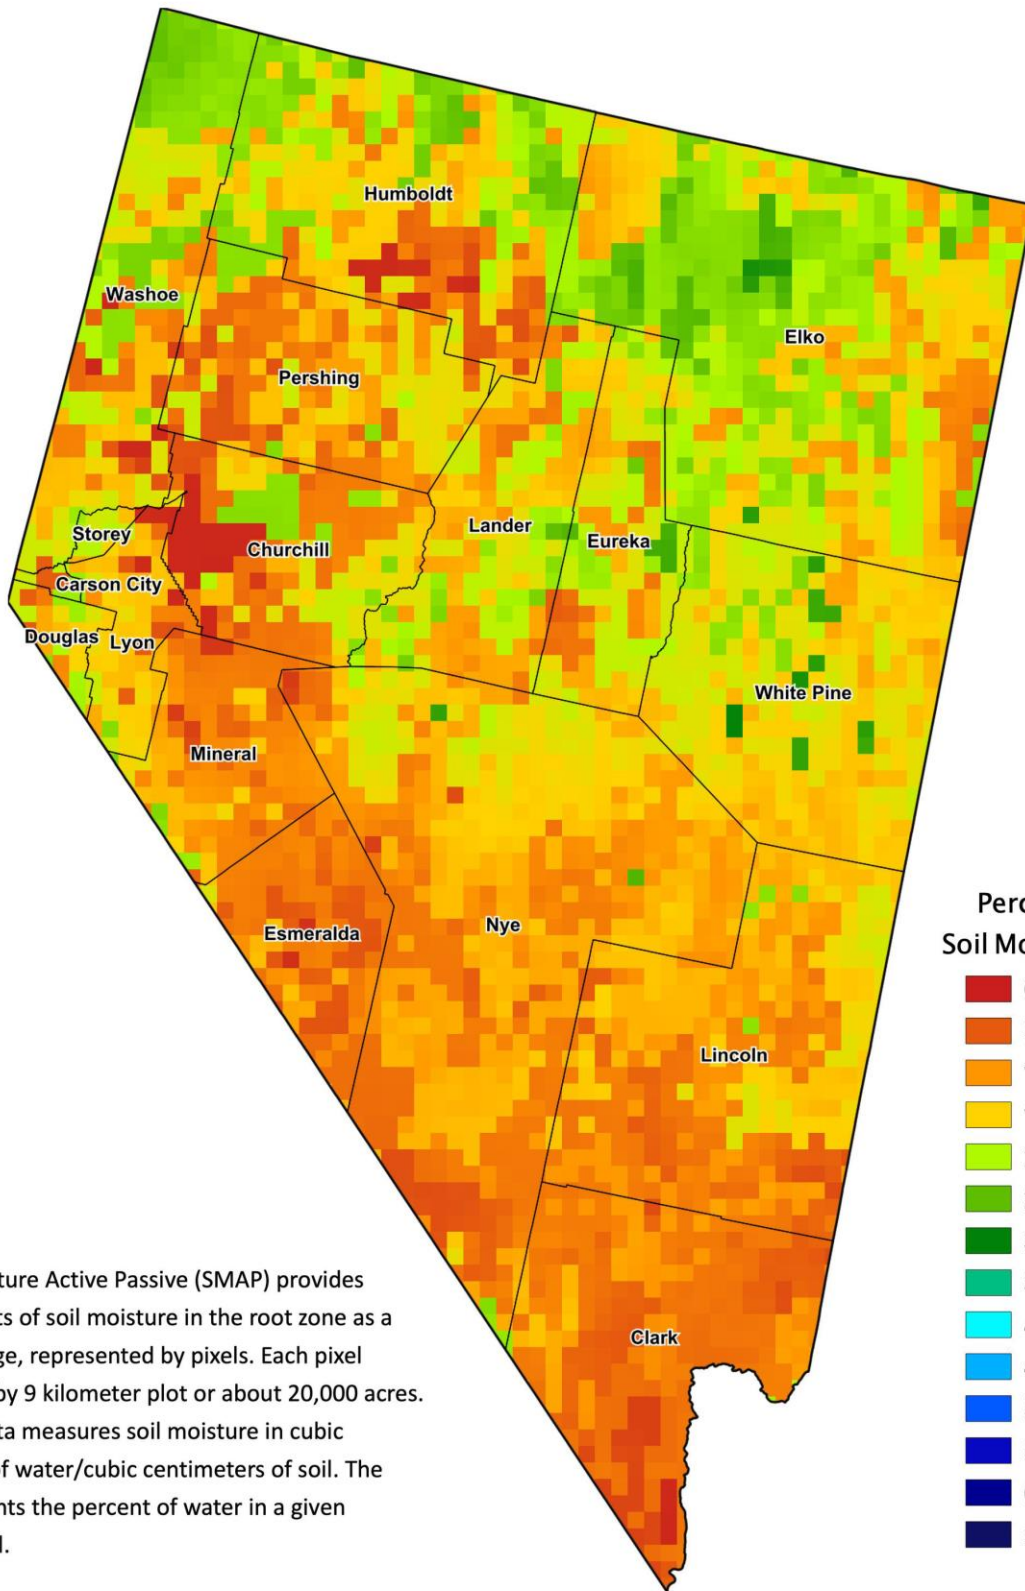 Humboldt
Washoe
Elko
Pershing
Lander
Storey
Eureka
Churchill
Carson City
Douglas
Lyon
White Pine
Mineral
Nye
Esmeralda
Lincoln
Clark
Perc
Soil Mo
ture Active Passive (SMAP) provides
ts of soil moisture in the root zone as a
ge, represented by pixels. Each pixel
by 9 kilometer plot or about 20,000 acres.
ta measures soil moisture in cubic
of water/cubic centimeters of soil. The
nts the percent of water in a given
l.